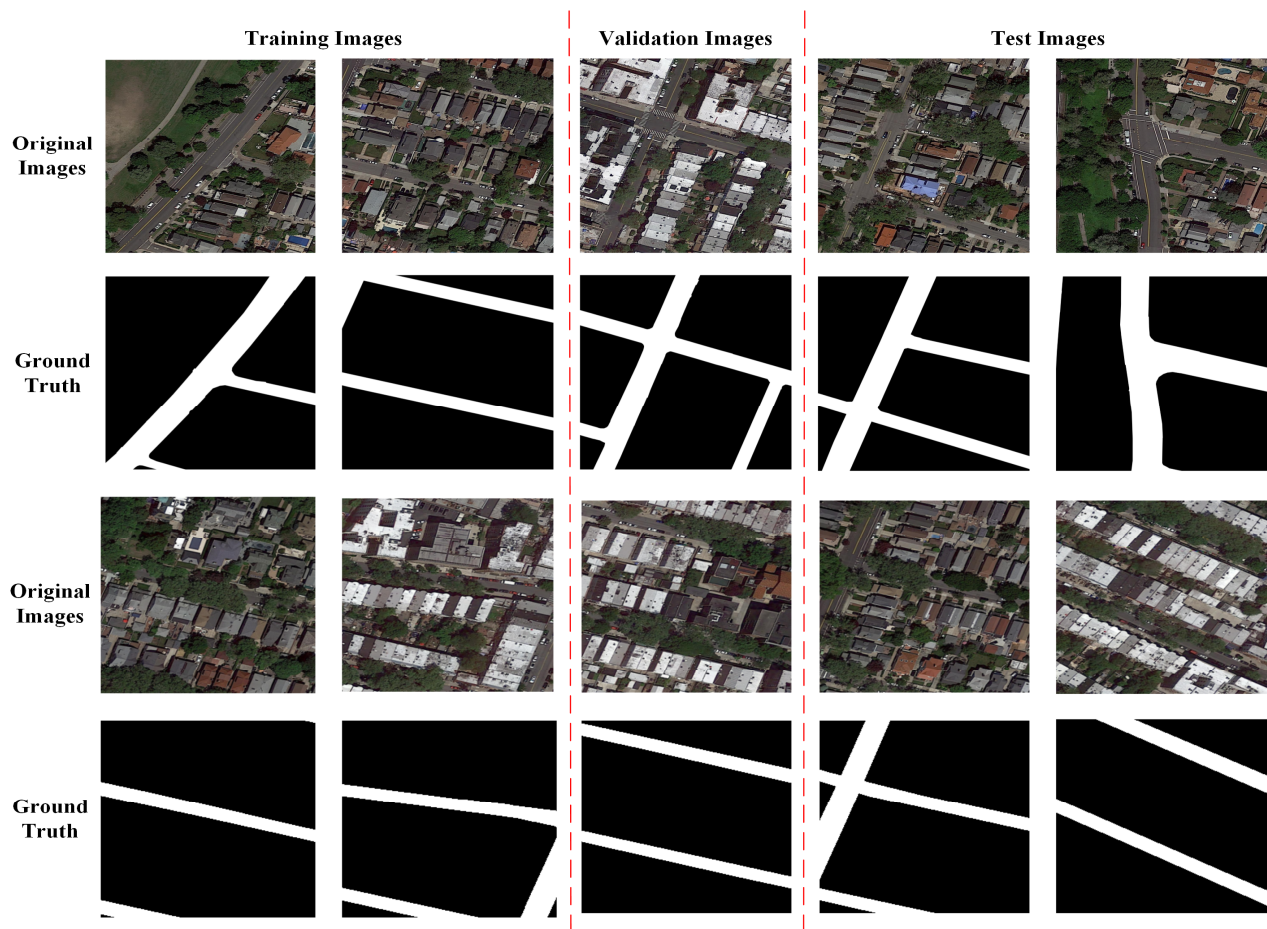 Training Images
Validation Images
Test Images
Original
Images
Ground
Truth
Original
Images
Ground
Truth